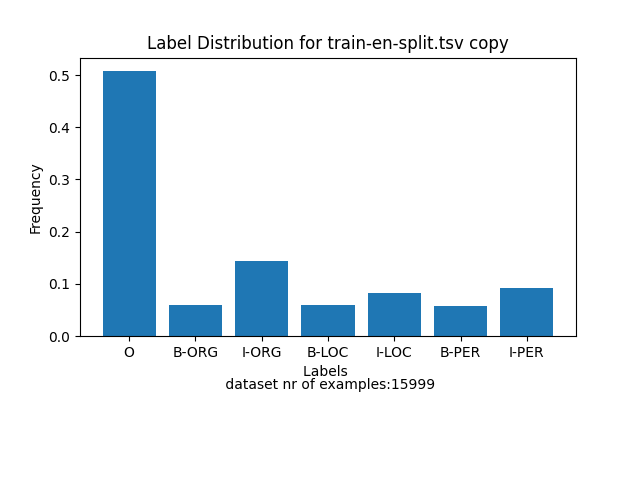 Label Distribution for train-en-split.tsv copy
0.5
0.4
0.3
0.2
0.1
0.0
Frequency
O B-ORG I-ORG B-LOC I-LOC B-PER I-PER
Labels
dataset nr of examples:15999